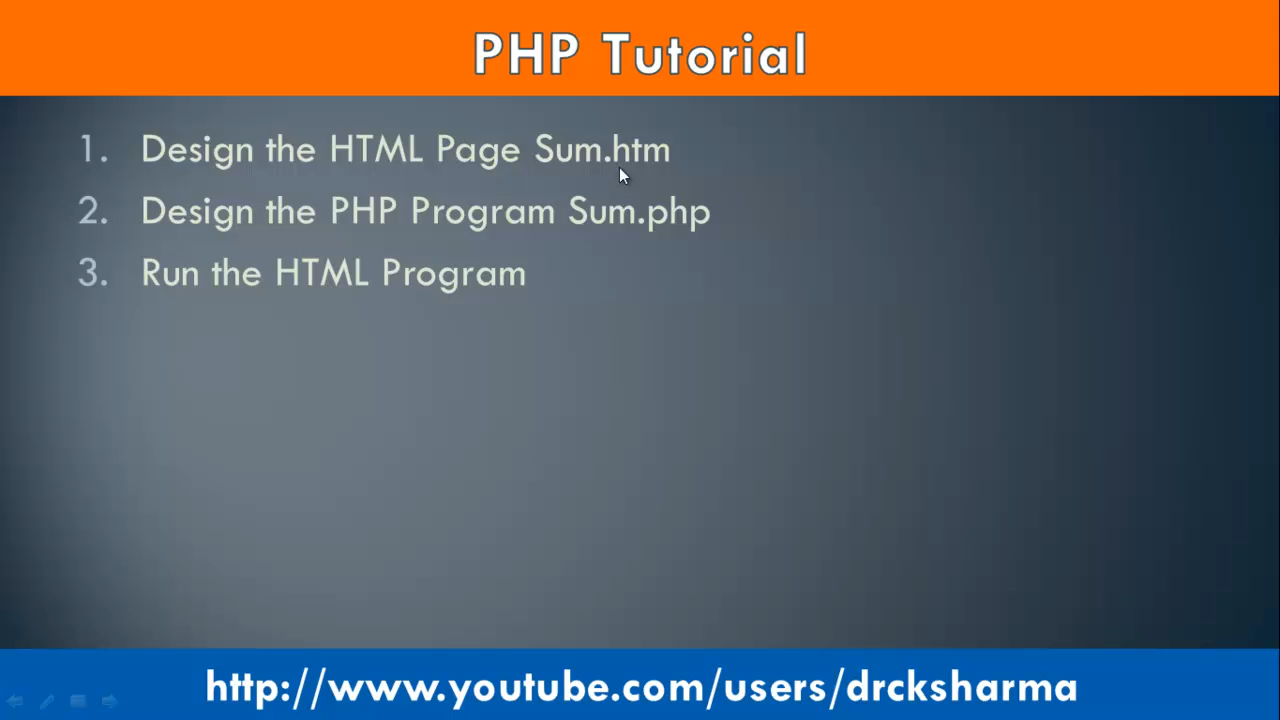 PHP Tutorial
1. Design the HTML Page Sum.htm
2. Design the PHP Program Sum.php
3. Run the HTML Program
http://www.youtube.com/users/drcksharma